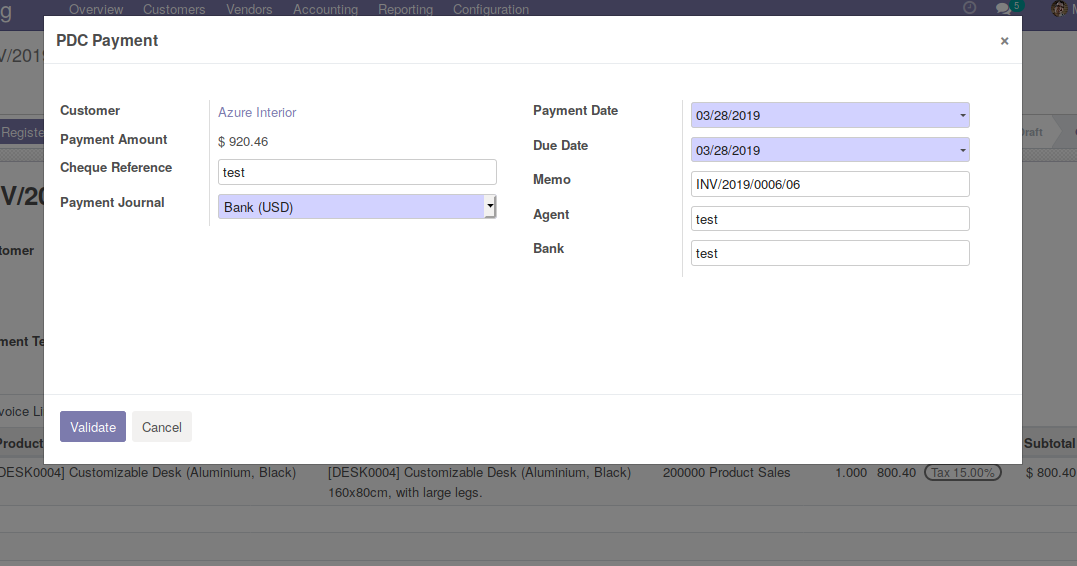 g Overview Customers Vendors Accounting Reporting Configuration 5 M
PDC Payment ×
V/201
Customer Azure Interior
Payment Amount $ 920.46
Cheque Reference test
Payment Journal Bank (USD)
Payment Date 03/28/2019
Due Date 03/28/2019
Memo INV/2019/0006/06
Agent test
Bank test
Registe
raft
V/20
tomer
ment Te
voice Li
Validate Cancel
Product Subtotal
DESK0004] Customizable Desk (Aluminium, Black) [DESK0004] Customizable Desk (Aluminium, Black) 200000 Product Sales 1.000 800.40 Tax 15.00% $ 800.40
160x80cm, with large legs.